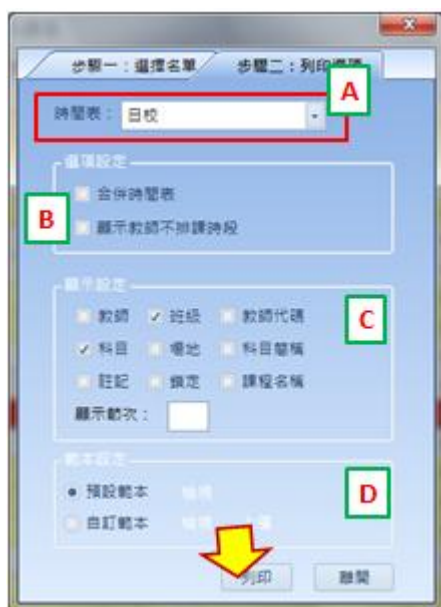 步驟一：選擇名單 步驟二：列印選項
A
時間表： 日校
選項設定
合併時間表
B
顯示教師不排課時段
顯示設定
教師 班級 教師代碼
C
科目 場地 科目簡稱
註記 鎖定 課程名稱
顯示節次：
範本設定
預設範本 檢視
D
自訂範本 檢視
列印 離開